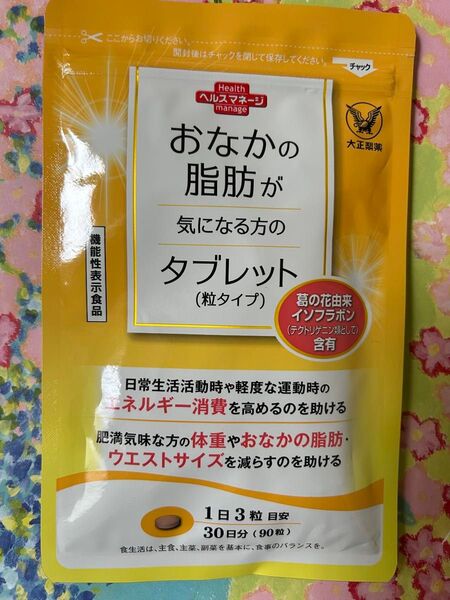 ここからお切りください。
開封後はチャックを閉じて保存してください。
チャック
Health
ヘルスマネージ
manage
大正製薬
おなかの
脂肪が
気になる方の
タブレット
(粒タイプ)
機能性表示食品
葛の花由来
イソフラボン
(テクトリゲニン類として)
含有
日常生活活動時や軽度な運動時の
エネルギー消費を高めるのを助ける
肥満気味な方の体重やおなかの脂肪・
ウエストサイズを減らすのを助ける
1日3粒 目安
30日分(90粒)
食生活は、主食、主菜、副菜を基本に、食事のバランスを。